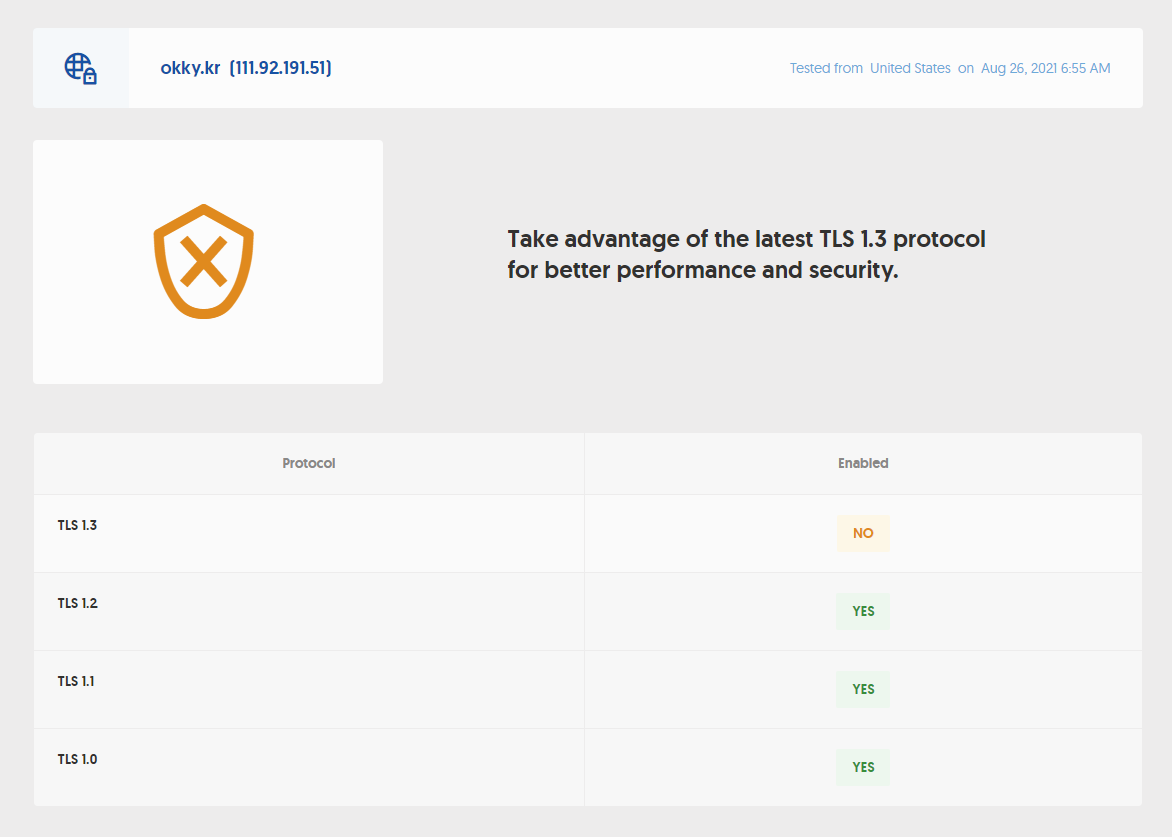 okky.kr (111.92.191.51)
Tested from United States on Aug 26, 2021 6:55 AM
Take advantage of the latest TLS 1.3 protocol
for better performance and security.
Protocol Enabled
TLS 1.3 NO
TLS 1.2 YES
TLS 1.1 YES
TLS 1.0 YES